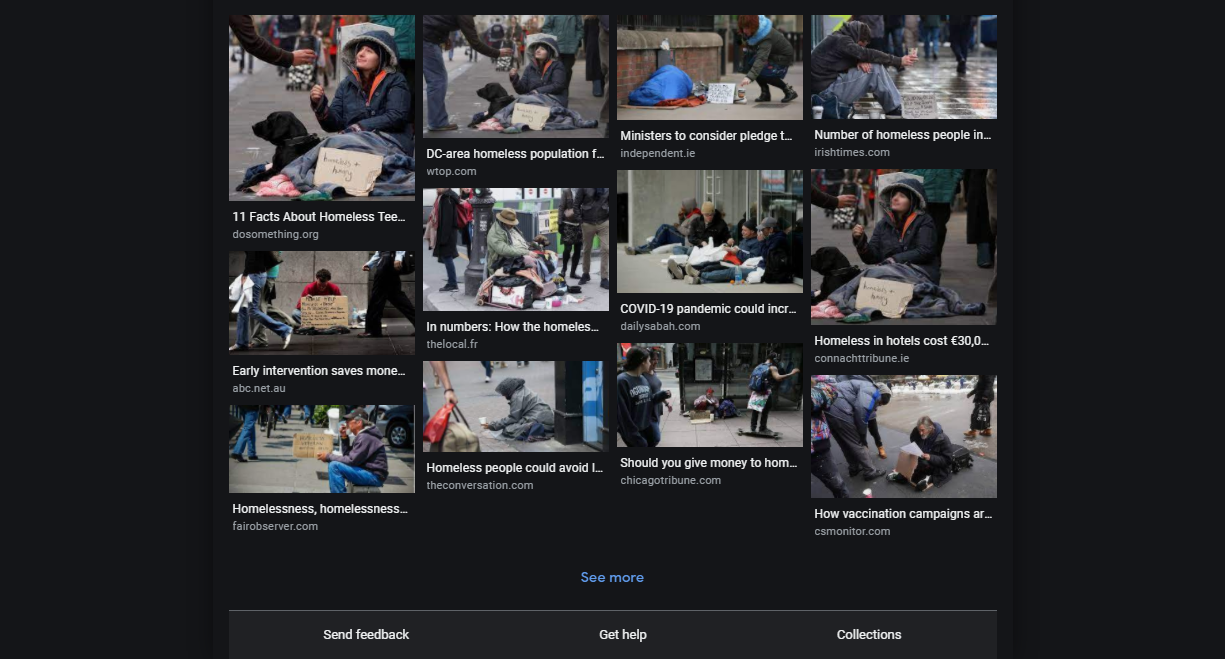 homeless +
hungry
11 Facts About Homeless Tee...
dosomething.org
Early intervention saves mone...
abc.net.au
Homelessness, homelessness...
fairobserver.com
DC-area homeless population f...
wtop.com
In numbers: How the homeles...
thelocal.fr
Homeless people could avoid l...
theconversation.com
Ministers to consider pledge t...
independent.ie
COVID-19 pandemic could incr...
dailysabah.com
Should you give money to hom...
chicagotribune.com
Number of homeless people in...
irishtimes.com
homeless +
hungry
Homeless in hotels cost €30,0...
connachttribune.ie
How vaccination campaigns ar...
csmonitor.com
See more
Send feedback
Get help
Collections